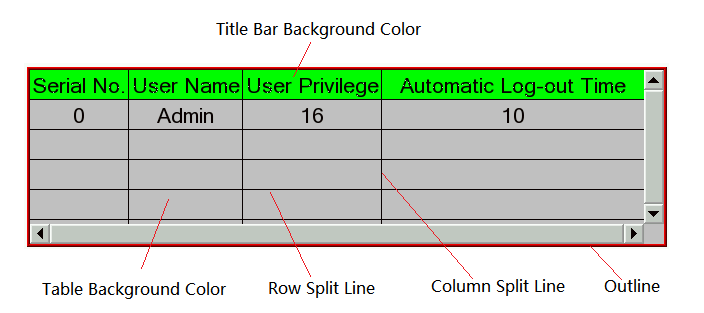 Title Bar Background Color
Serial No. User Name User Privilege Automatic Log-out Time
0 Admin 16 10
Table Background Color Row Split Line Column Split Line Outline